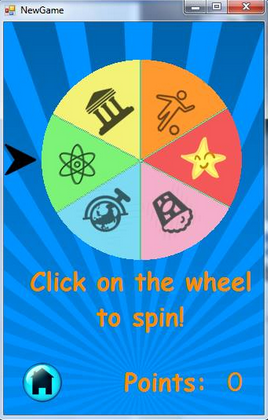 NewGame
Click on the wheel
to spin!
Points: 0